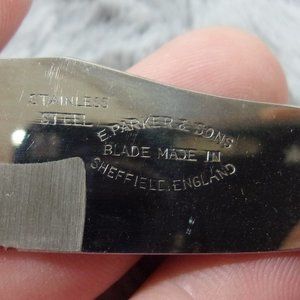 STAINLESS
STEEL
E. PARKER & SONS
BLADE MADE IN
SHEFFIELD, ENGLAND